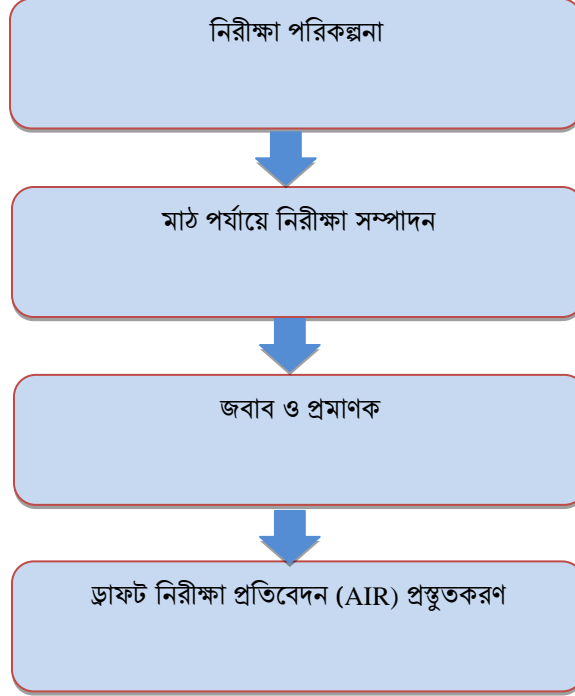 নিরীক্ষা পরিকল্পনা
মাঠ পর্যায়ে নিরীক্ষা সম্পাদন
জবাব ও প্রমাণক
ড্রাফট নিরীক্ষা প্রতিবেদন (AIR) প্রস্তুতকরণ